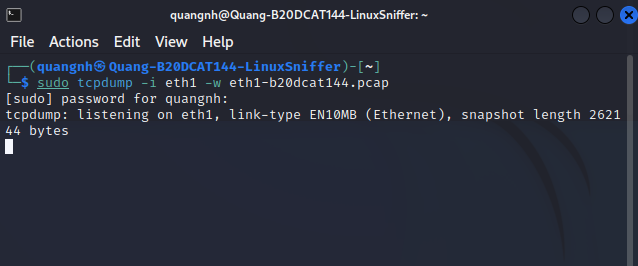 quangnh@Quang-B20DCAT144-LinuxSniffer: ~
File Actions Edit View Help
┌──(quangnh㉿Quang-B20DCAT144-LinuxSniffer)-[~]
└─$ sudo tcpdump -i eth1 -w eth1-b20dcat144.pcap
[sudo] password for quangnh:
tcpdump: listening on eth1, link-type EN10MB (Ethernet), snapshot length 2621
44 bytes